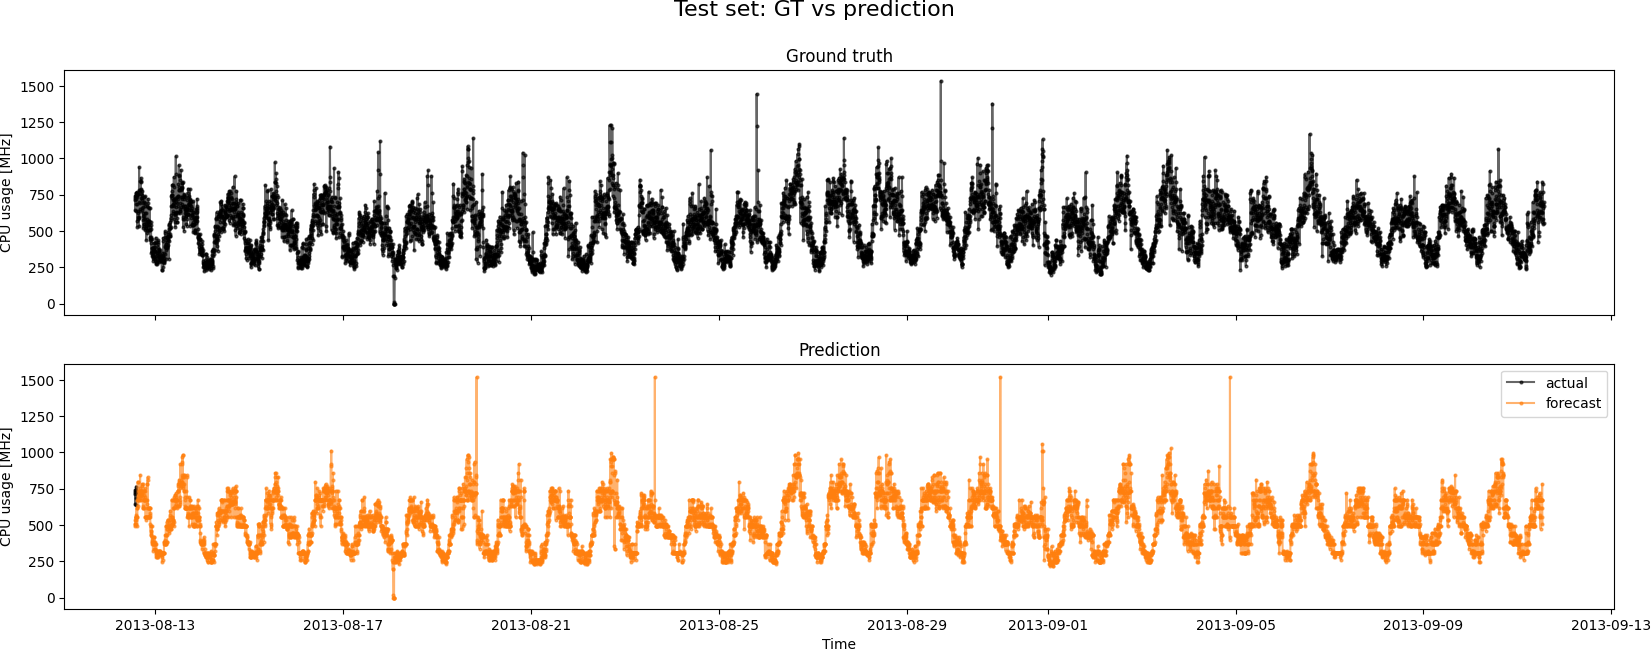 Test set: GT vs prediction
Ground truth
CPU usage [MHz]
1500
1250
1000
750
500
250
0
Prediction
CPU usage [MHz]
1500
1250
1000
750
500
250
0
actual
forecast
2013-08-13 2013-08-17 2013-08-21 2013-08-25 2013-08-29 2013-09-01 2013-09-05 2013-09-09 2013-09-13
Time